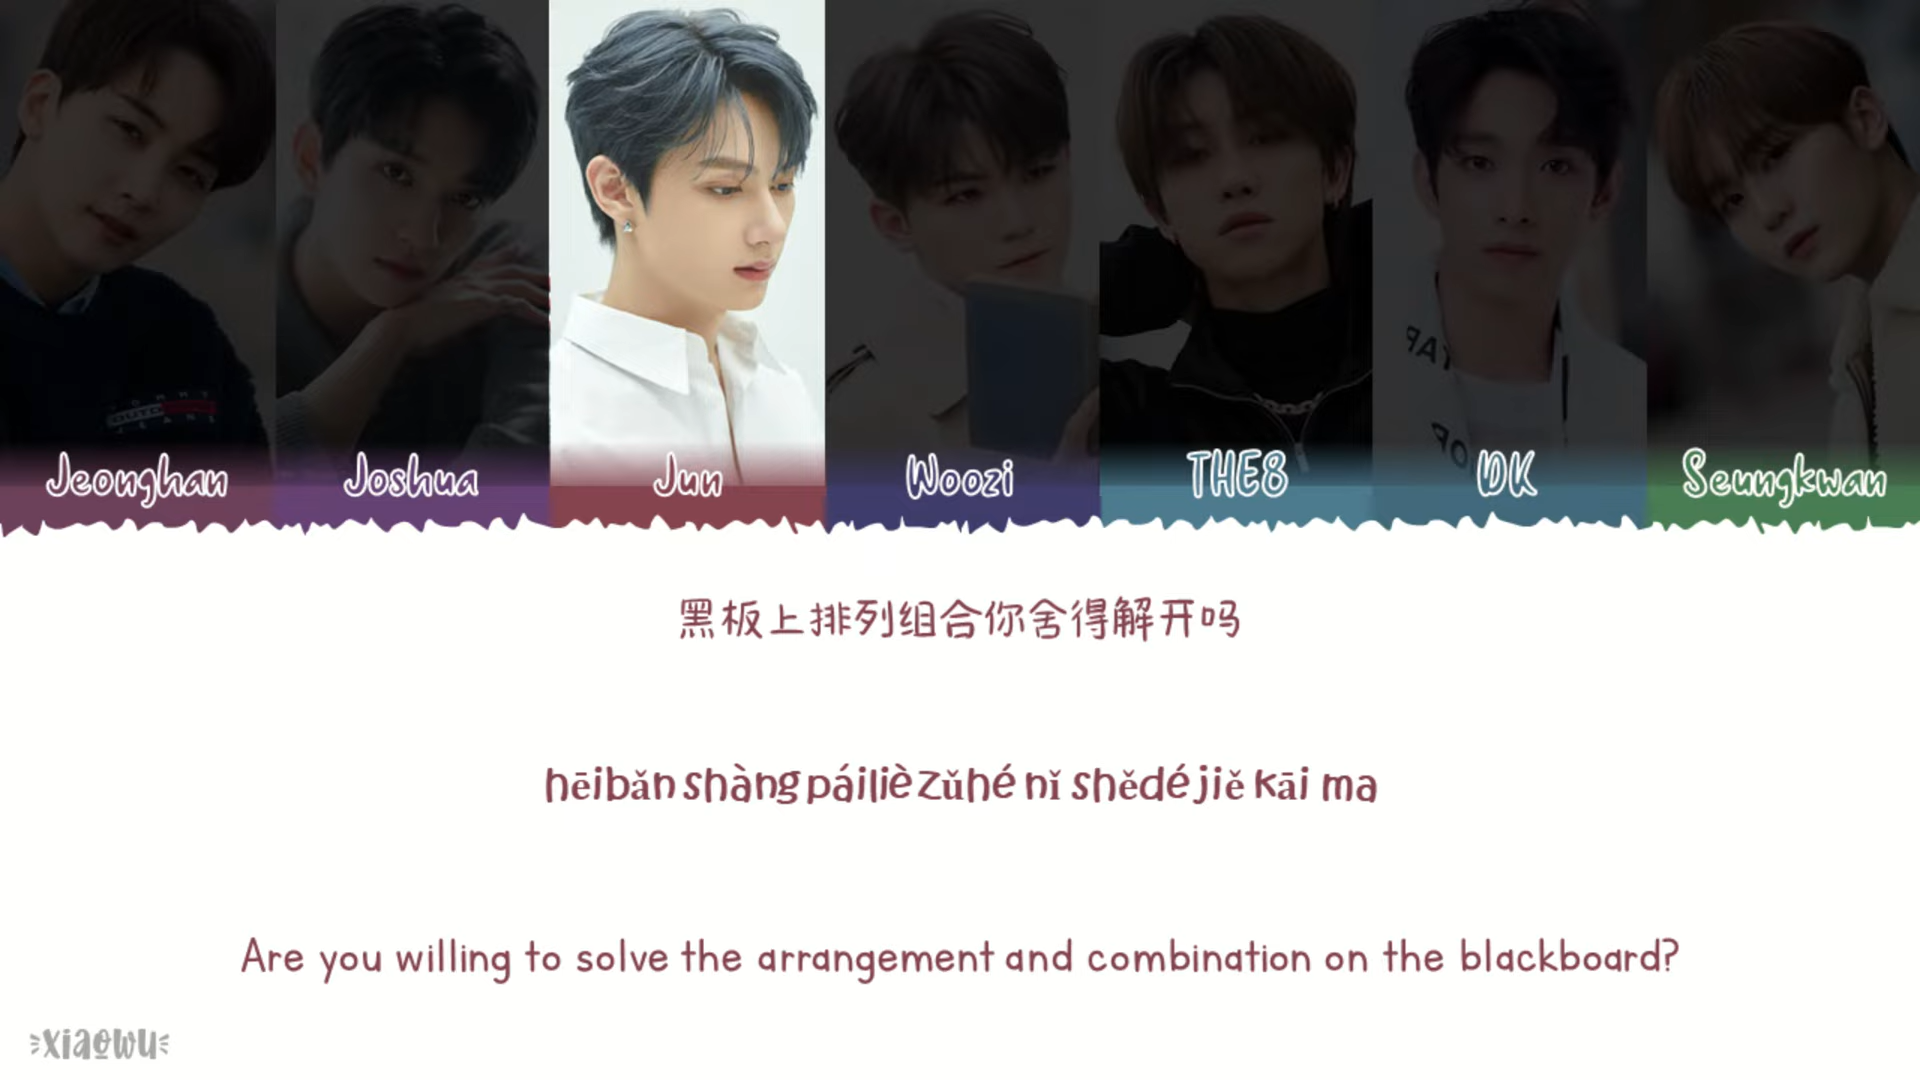 TOMMY
JEANS
Jeonghan
Joshua
Jun
Woozi
THE8
DK
Seungkwan
黑板上排列组合你舍得解开吗
hēibǎn shàng páiliè zǔhé nǐ shědé jiě kāi ma
Are you willing to solve the arrangement and combination on the blackboard?
xiaowu